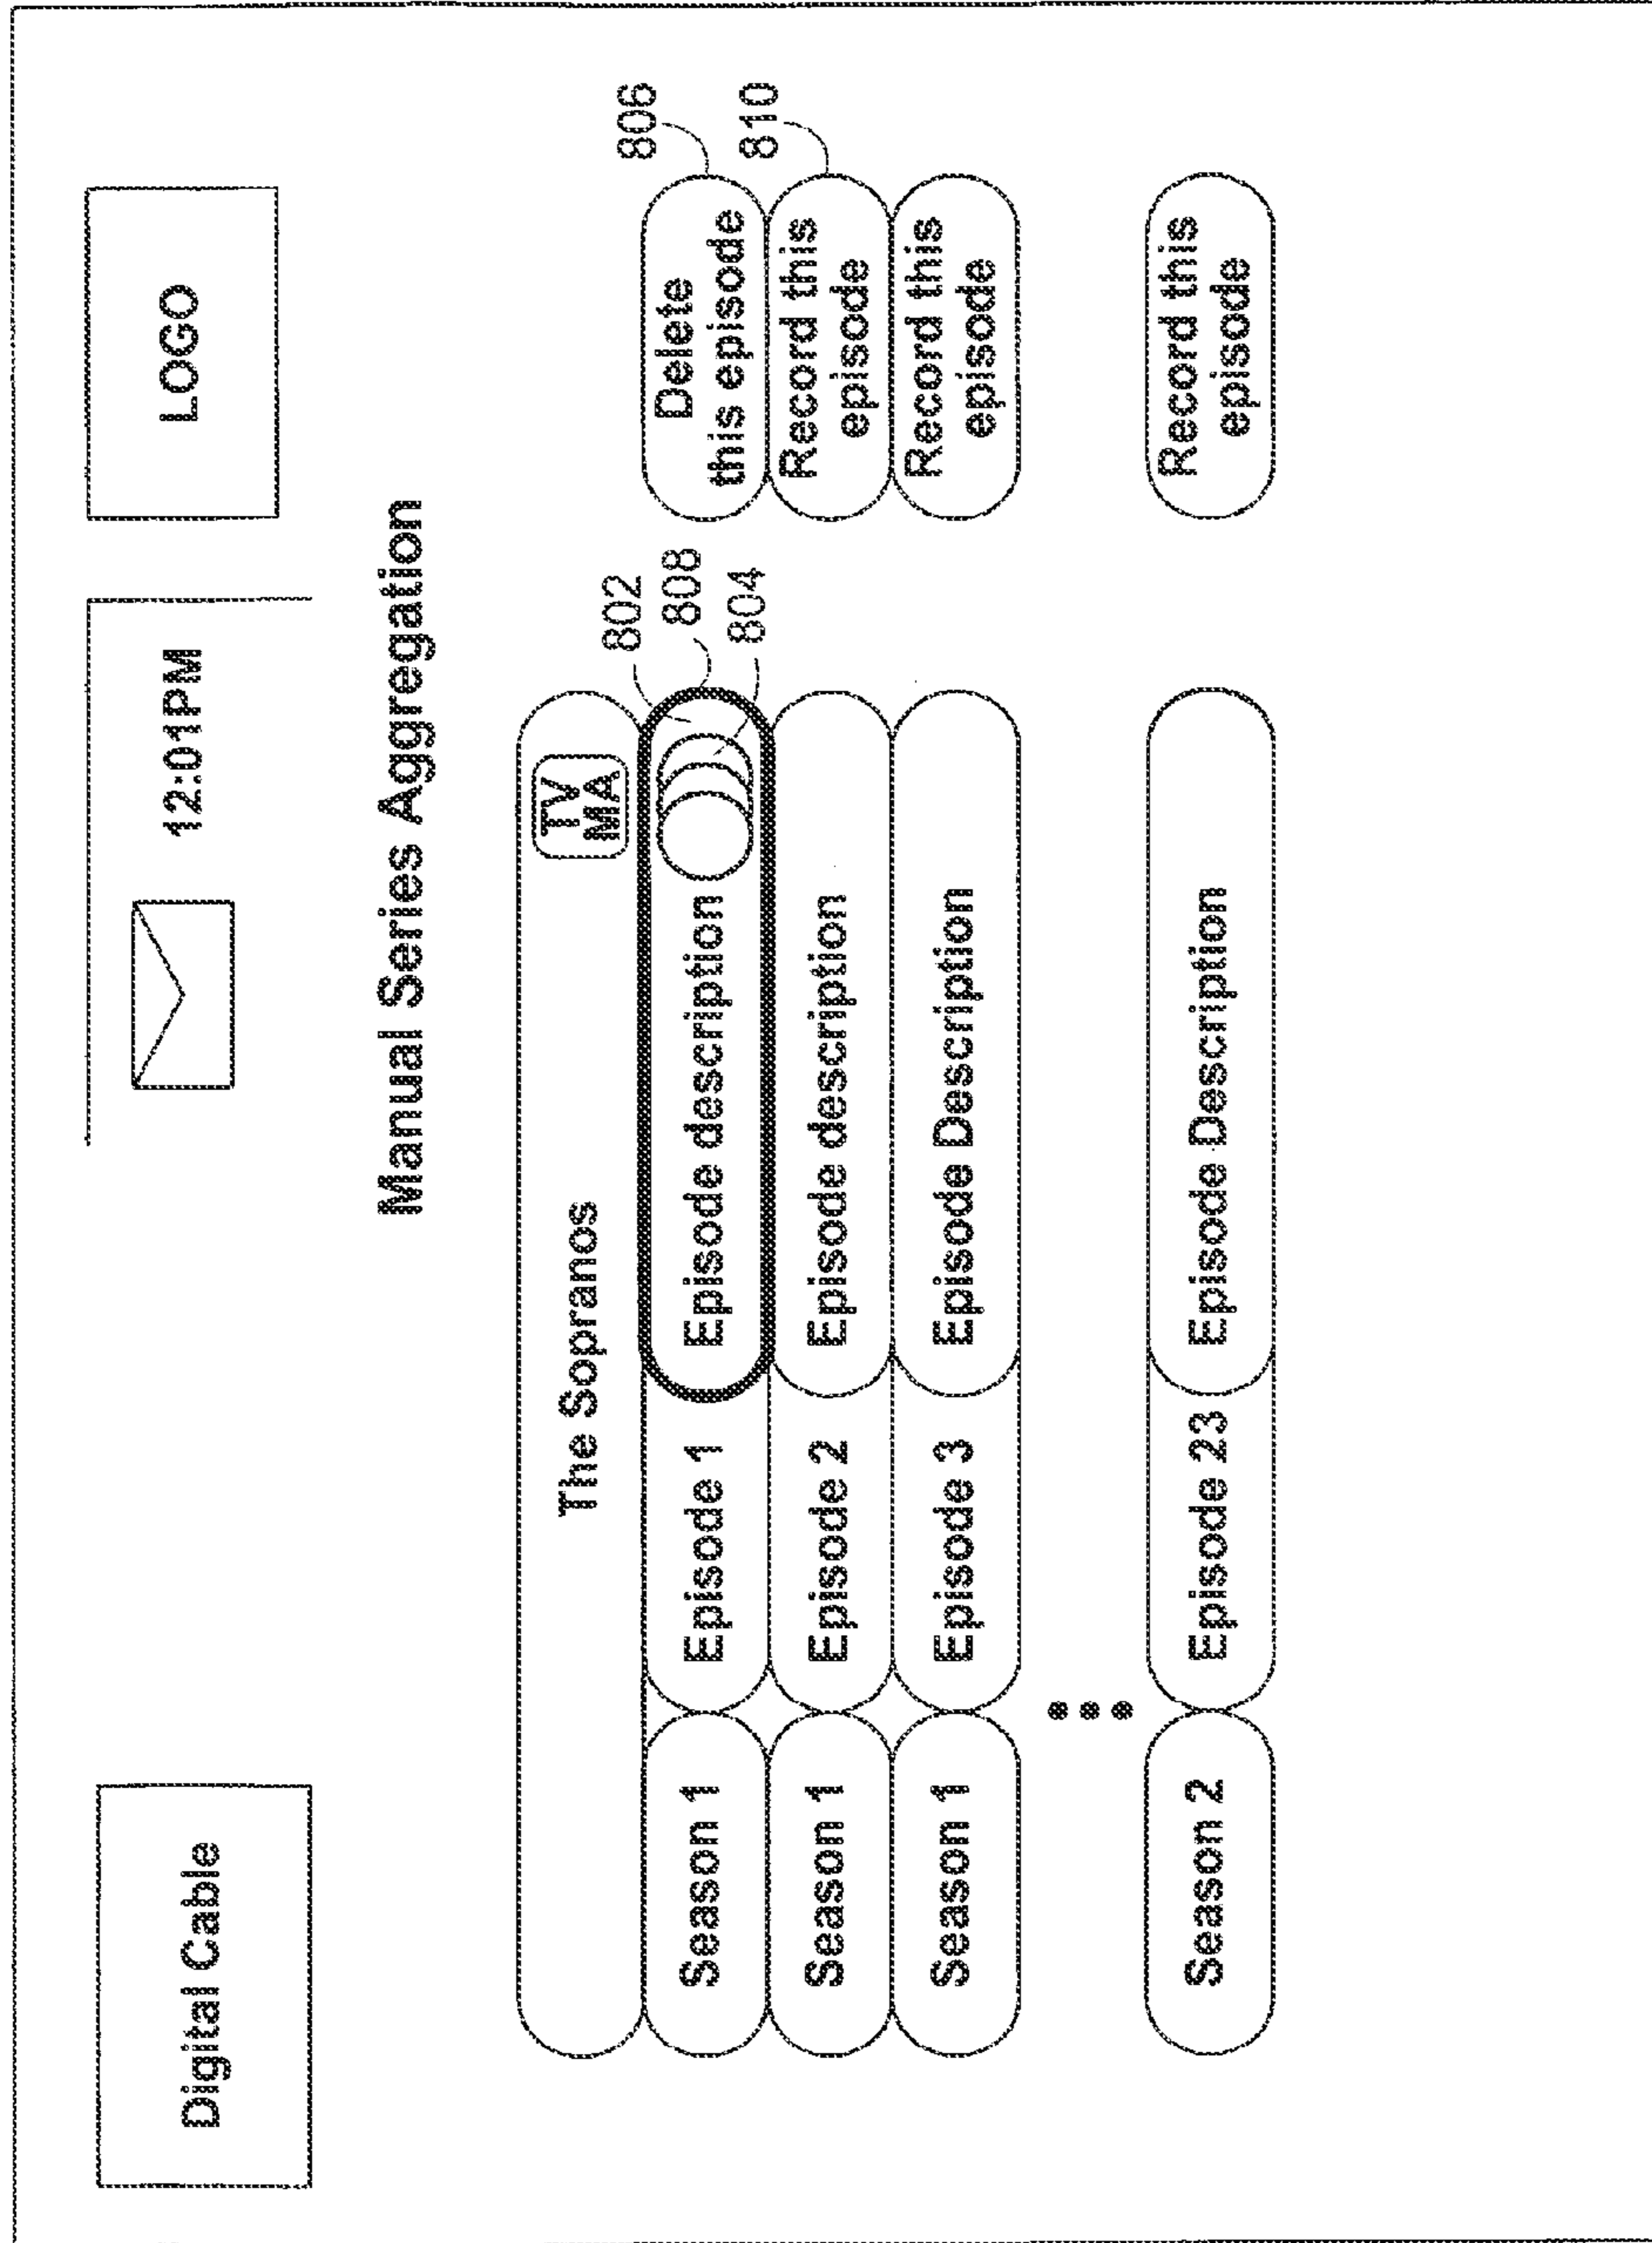 Digital Cable
12:01PM
LOGO
Manual Series Aggregation
The Sopranos
TV
MA
802
808
804
806
810
Season 1
Episode 1
Episode description
Delete
this episode
Season 1
Episode 2
Episode description
Record this
episode
Season 1
Episode 3
Episode Description
Record this
episode
Season 2
Episode 23
Episode Description
Record this
episode